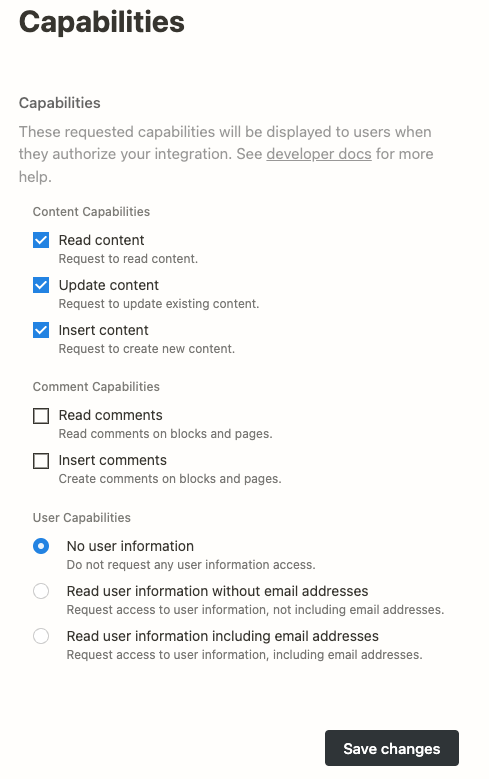 Capabilities
Capabilities
These requested capabilities will be displayed to users when
they authorize your integration. See developer docs for more
help.
Content Capabilities
Read content
Request to read content.
Update content
Request to update existing content.
Insert content
Request to create new content.
Comment Capabilities
Read comments
Read comments on blocks and pages.
Insert comments
Create comments on blocks and pages.
User Capabilities
No user information
Do not request any user information access.
Read user information without email addresses
Request access to user information, not including email addresses.
Read user information including email addresses
Request access to user information, including email addresses.
Save changes